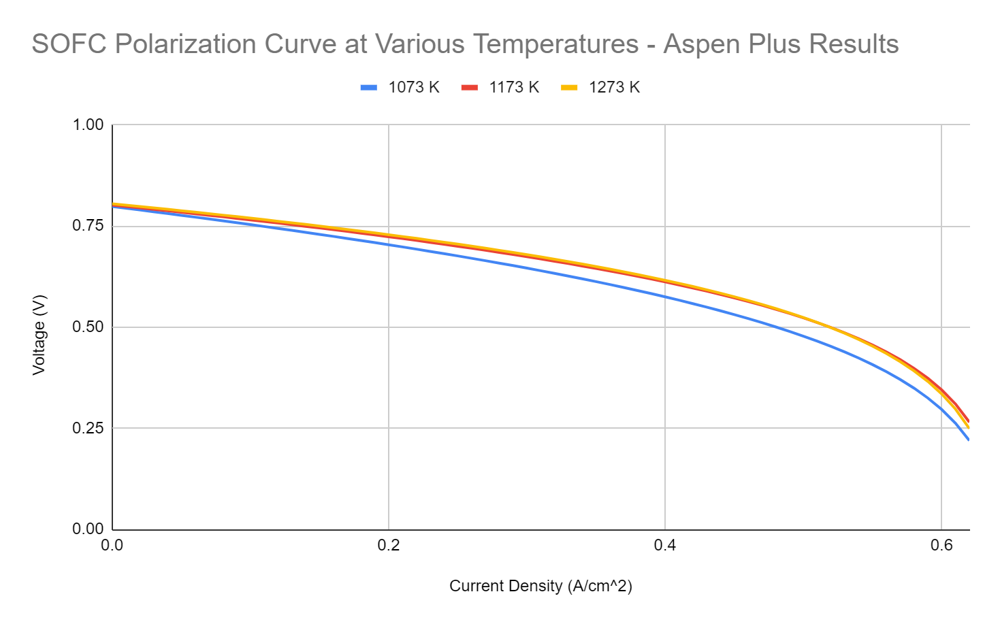 SOFC Polarization Curve at Various Temperatures - Aspen Plus Results
1073 K 1173 K 1273 K
1.00
0.75
0.50
0.25
0.00
Voltage (V)
0.0 0.2 0.4 0.6
Current Density (A/cm^2)